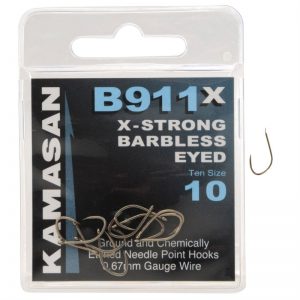 KAMASAN
B911X
X-STRONG
BARBLESS
EYED
Ten Size
10
Ground and Chemically
Etched Needle Point Hooks
0.67mm Gauge Wire